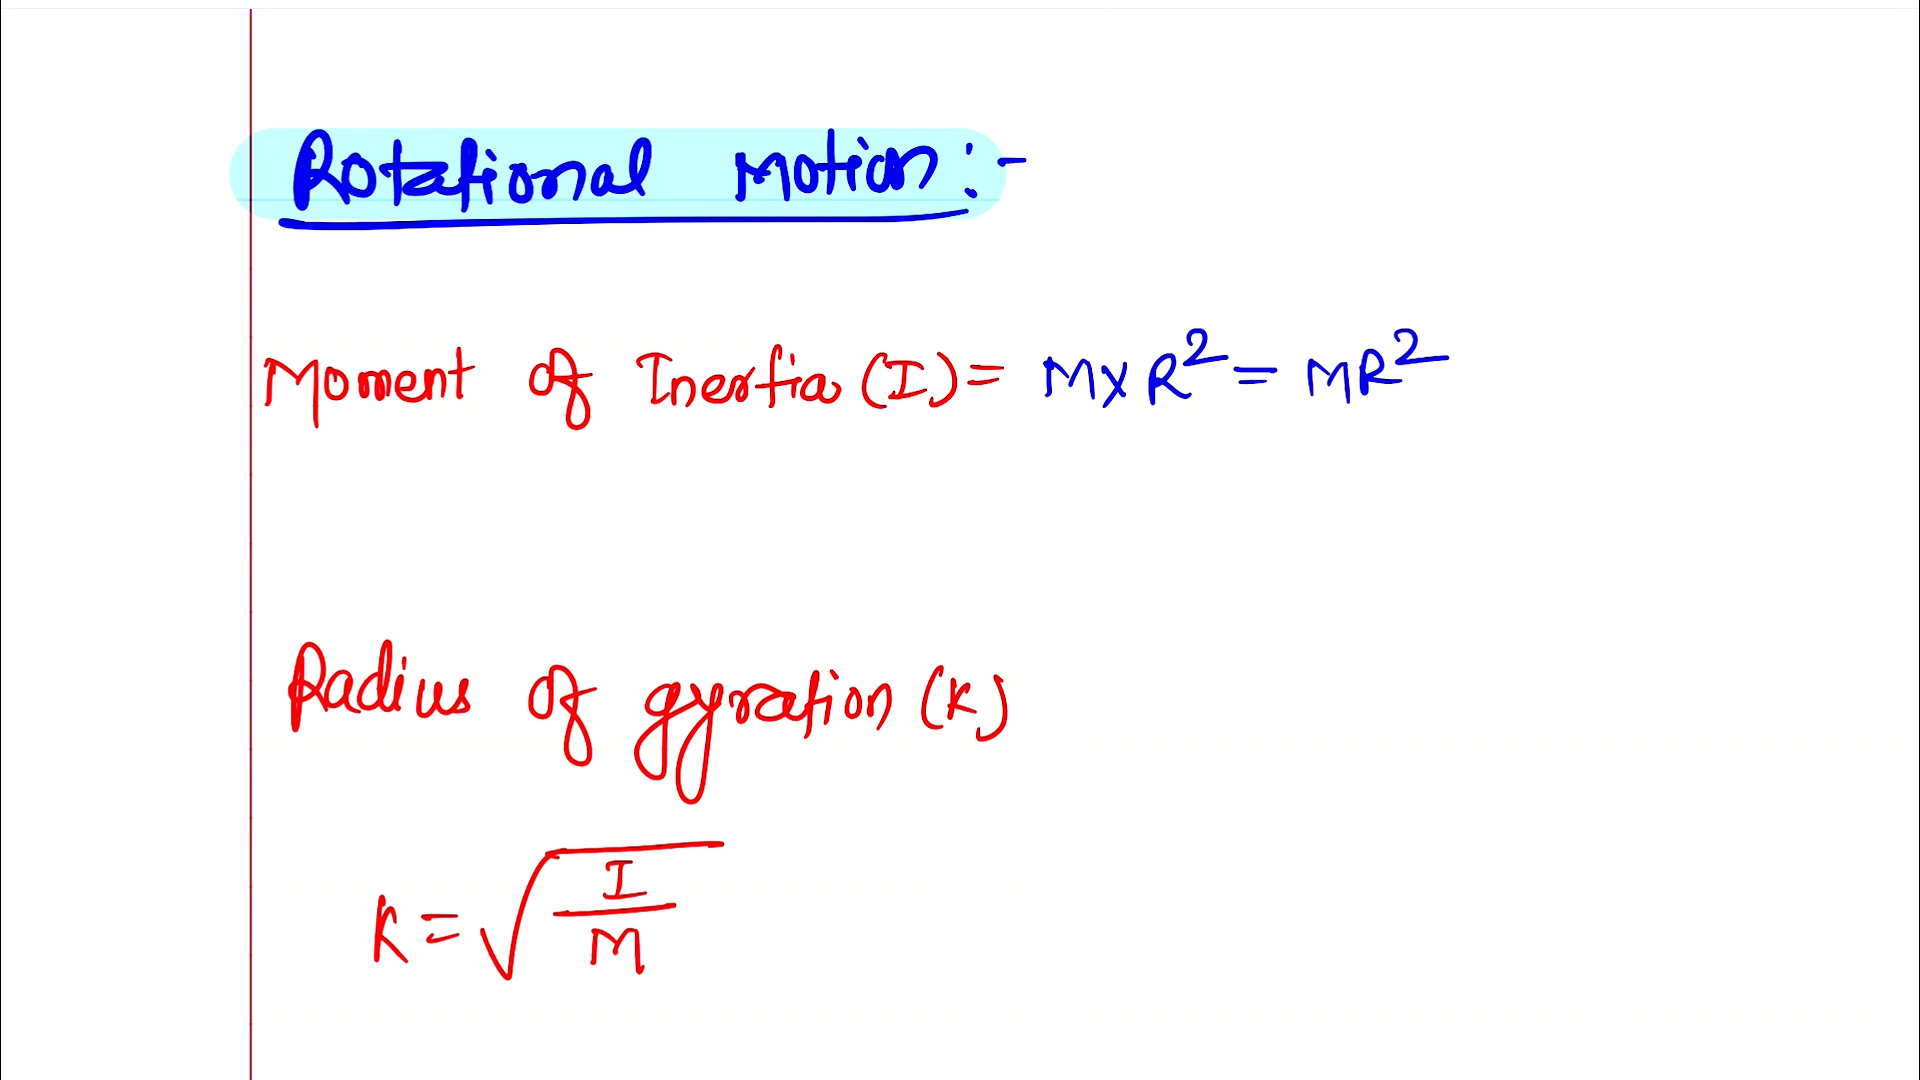 Rotational Motion:-
Moment of Inertia (I) = M×R² = MR²
Radius of gyration (K)
K = √(I/M)